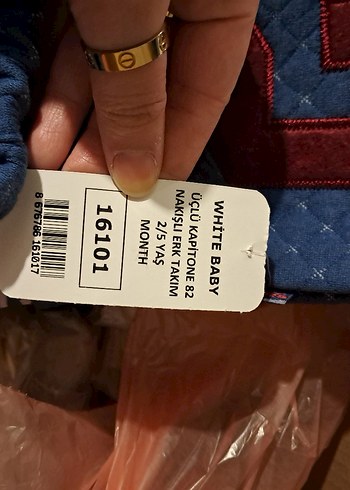 WHİTE BABY
ÜÇLÜ KAPİTONE 82
NAKIŞLI ERK TAKIM
2/5 YAŞ
MONTH
16101
8 676786 161017